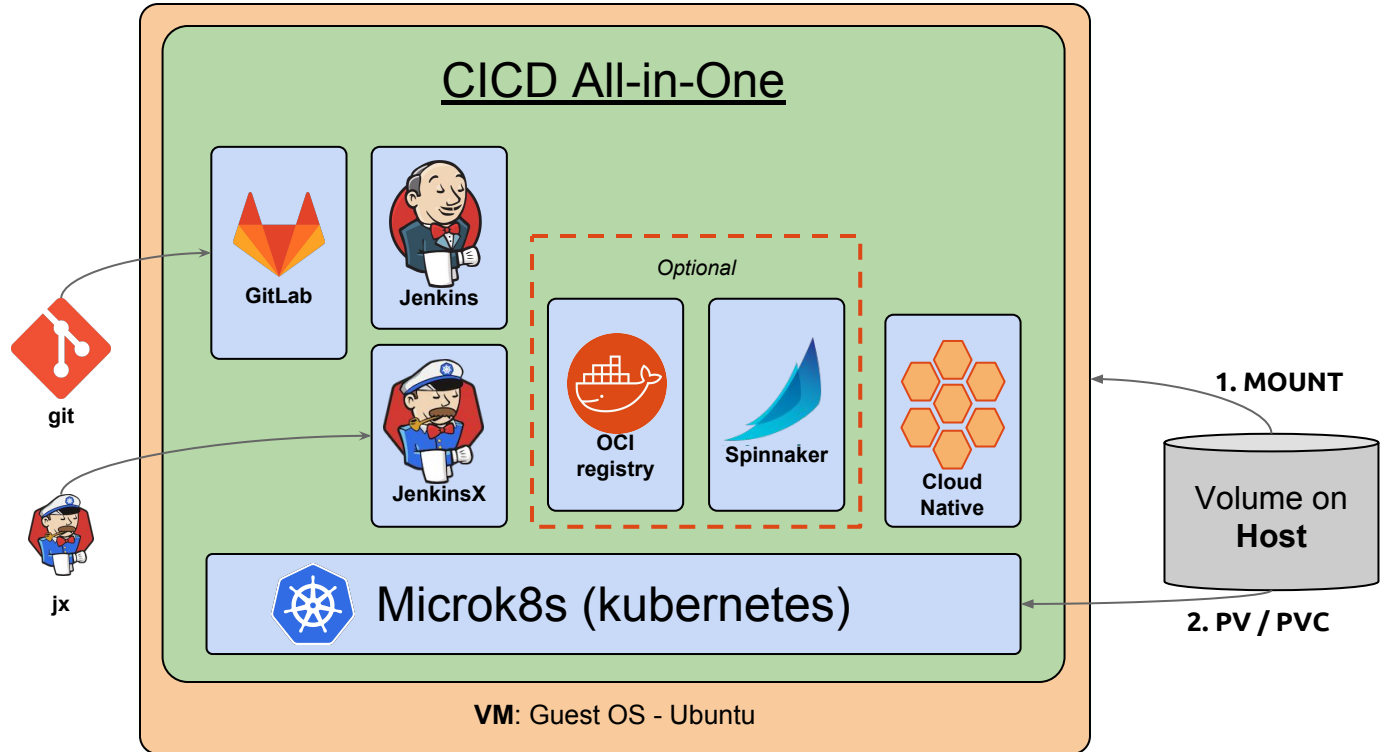 CICD All-in-One
GitLab
Jenkins
Optional
git
JenkinsX
OCI
registry
Spinnaker
Cloud
Native
1. MOUNT
Volume on
Host
jx
Microk8s (kubernetes)
2. PV / PVC
VM: Guest OS - Ubuntu